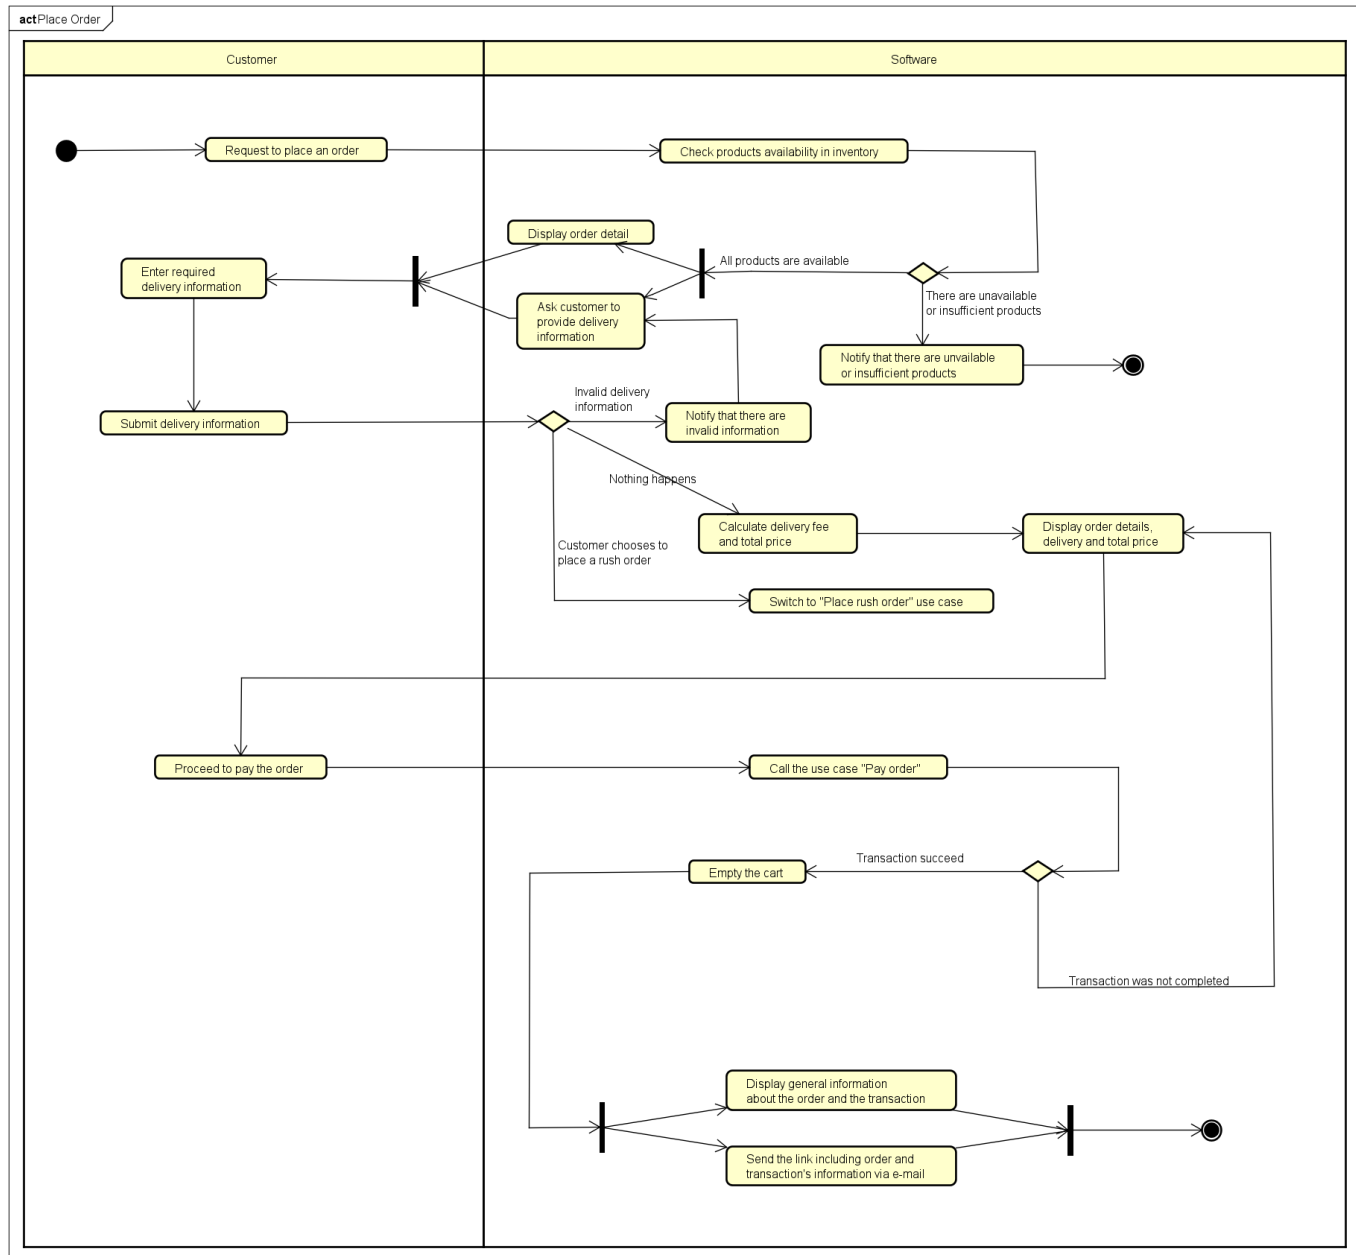 act Place Order
Customer
Software
Request to place an order
Check products availability in inventory
Display order detail
All products are available
Enter required
delivery information
Ask customer to
provide delivery
information
There are unavailable
or insufficient products
Notify that there are unvailable
or insufficient products
Invalid delivery
information
Notify that there are
invalid information
Submit delivery information
Nothing happens
Calculate delivery fee
and total price
Display order details,
delivery and total price
Customer chooses to
place a rush order
Switch to "Place rush order" use case
Proceed to pay the order
Call the use case "Pay order"
Transaction succeed
Empty the cart
Transaction was not completed
Display general information
about the order and the transaction
Send the link including order and
transaction's information via e-mail